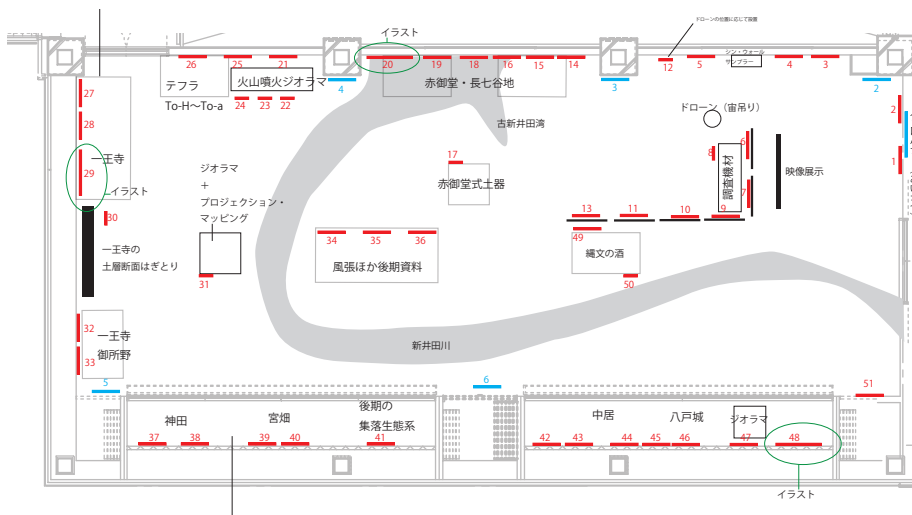 ドローンの位置に応じて設置
イラスト
シン・ウォール
サンプラー
26
25
21
20
19
18
16
15
14
12
5
4
3
4
3
2
テフラ
To-H～To-a
火山噴火ジオラマ
24
23
22
赤御堂・長七谷地
古新井田湾
ドローン（宙吊り）
27
28
一王寺
29
イラスト
30
一王寺の
土層断面はぎとり
ジオラマ
+
プロジェクション・
マッピング
31
17
赤御堂式土器
8
6
7
調査機材
映像展示
2
1
13
11
10
9
49
縄文の酒
50
34
35
36
風張ほか後期資料
32
一王寺
御所野
33
新井田川
5
6
51
神田
宮畑
後期の
集落生態系
37
38
39
40
41
中居
八戸城
ジオラマ
42
43
44
45
46
47
48
イラスト